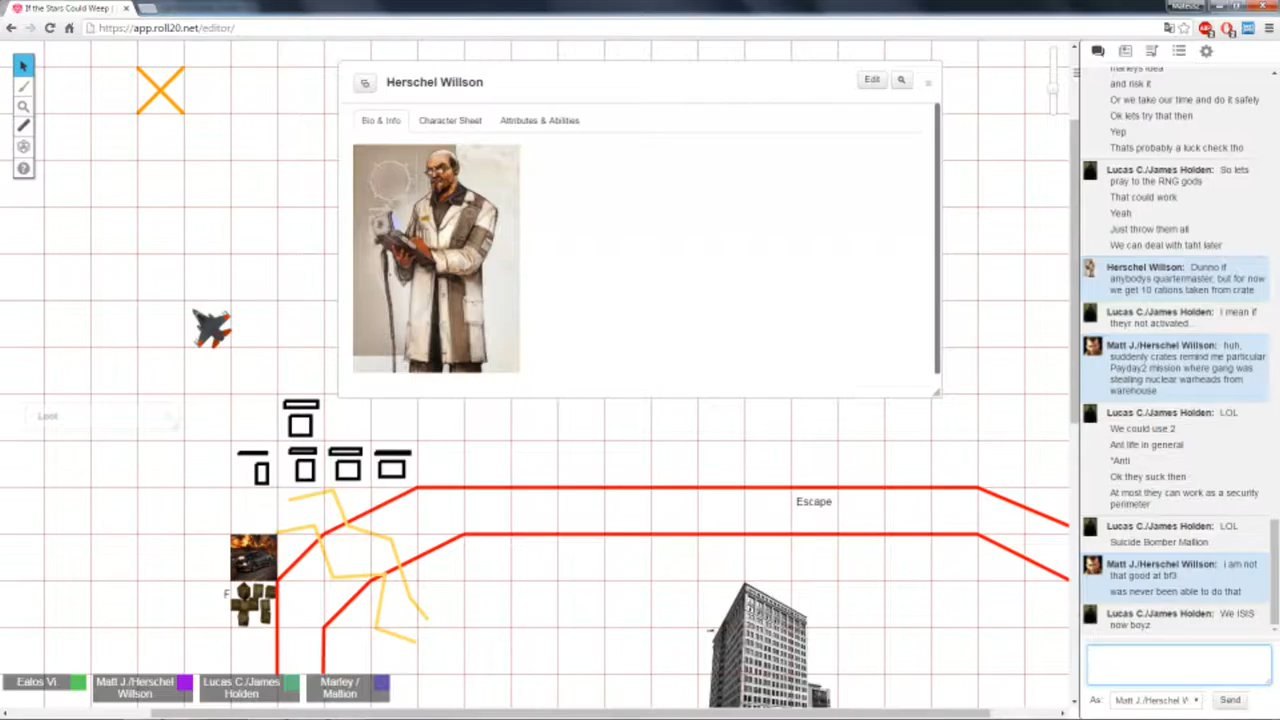 If the Stars Could Weep |
Mateusz
https://app.roll20.net/editor/
Herschel Willson
Edit
Bio & Info
Character Sheet
Attributes & Abilities
Loot
Escape
F
Ealos Vi.
Matt J./Herschel
Willson
Lucas C./James
Holden
Marley /
Mallion
marleys idea
and risk it
Or we take our time and do it safely
Ok lets try that then
Yep
Thats probably a luck check tho
Lucas C./James Holden: So lets
pray to the RNG gods
That could work
Yeah
Just throw them all
We can deal with taht later
Herschel Willson: Dunno if
anybodys quartermaster, but for now
we get 10 rations taken from crate
Lucas C./James Holden: I mean if
theyr not activated...
Matt J./Herschel Willson: huh,
suddenly crates remind me particular
Payday2 mission where gang was
stealing nuclear warheads from
warehouse
Lucas C./James Holden: LOL
We could use 2
Ant life in general
*Anti
Ok they suck then
At most they can work as a security
perimeter
Lucas C./James Holden: LOL
Suicide Bomber Mallion
Matt J./Herschel Willson: i am not
that good at bf3
was never been able to do that
Lucas C./James Holden: We ISIS
now boyz
As:
Matt J./Herschel W
Send